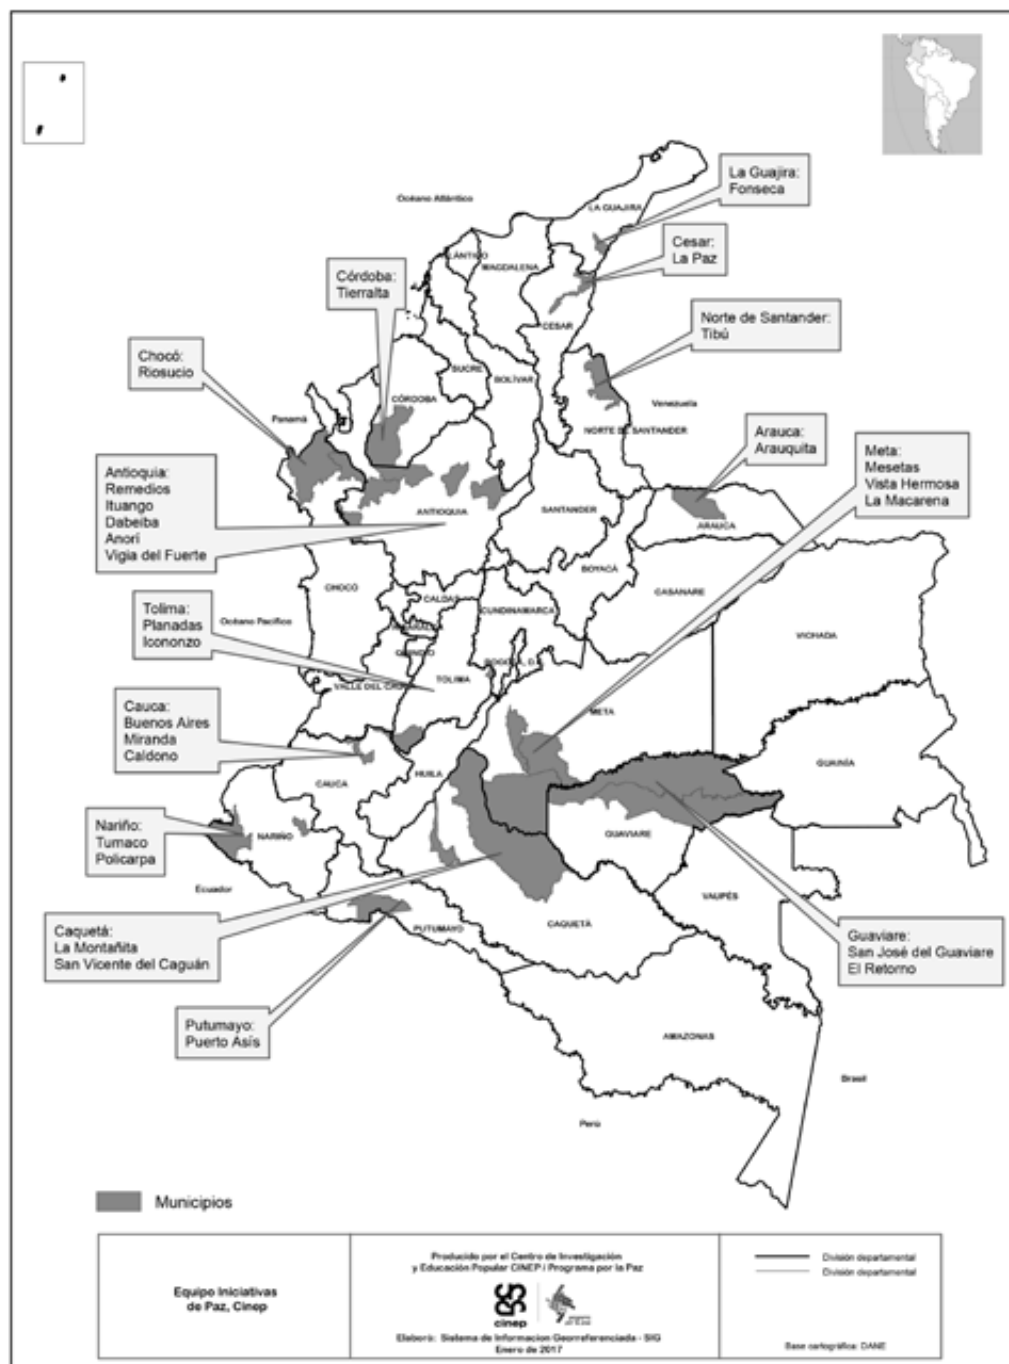 Océano Atlántico
La Guajira:
Fonseca
LA GUAJIRA
Cesar:
La Paz
LÁNTICO
MAGDALENA
Córdoba:
Tierralta
CESAR
Norte de Santander:
Tibú
Chocó:
Riosucio
SUCRE
BOLÍVAR
CÓRDOBA
Venezuela
Panamá
NORTE DE SANTANDER
Arauca:
Arauquita
Meta:
Mesetas
Vista Hermosa
La Macarena
Antioquia:
Remedios
Ituango
Dabeiba
Anorí
Vigia del Fuerte
ANTIOQUIA
SANTANDER
ARAUCA
BOYACÁ
CHOCÓ
CALDAS
CASANARE
CUNDINAMARCA
Tolima:
Planadas
Icononzo
Océano Pacífico
VICHADA
QUINDIO
BOGOTÁ, D.C.
TOLIMA
VALLE DEL CAUCA
META
Cauca:
Buenos Aires
Miranda
Caldono
GUAINÍA
HUILA
CAUCA
Nariño:
Tumaco
Policarpa
NARIÑO
GUAVIARE
Ecuador
VAUPÉS
Caquetá:
La Montañita
San Vicente del Caguán
PUTUMAYO
CAQUETÁ
Guaviare:
San José del Guaviare
El Retorno
Putumayo:
Puerto Asís
AMAZONAS
Brasil
Perú
Municipios
Equipo Iniciativas
de Paz, Cinep
Producido por el Centro de Investigación
y Educación Popular CINEP / Programa por la Paz
cinep
Elaboró: Sistema de Informacion Georreferenciada - SIG
Enero de 2017
División departamental
División departamental
Base cartográfica: DANE